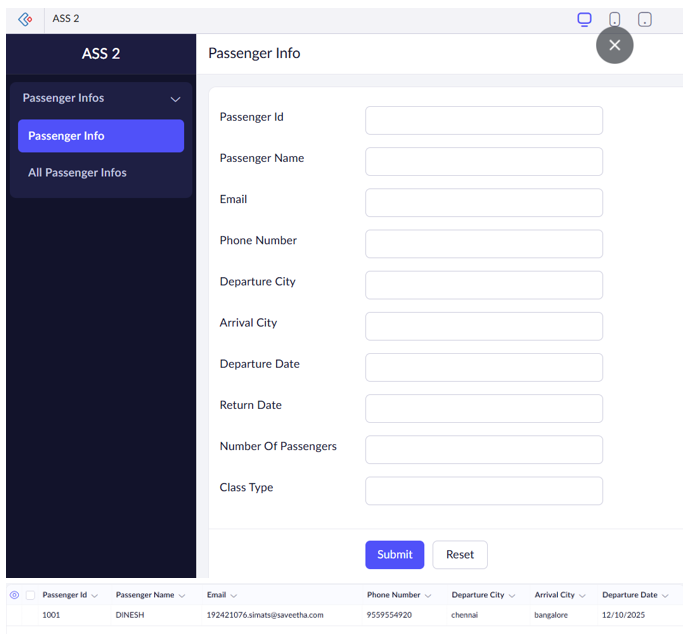 ASS 2
ASS 2
Passenger Info
Passenger Infos
Passenger Info
All Passenger Infos
Passenger Id
Passenger Name
Email
Phone Number
Departure City
Arrival City
Departure Date
Return Date
Number Of Passengers
Class Type
Submit Reset
Passenger Id Passenger Name Email Phone Number Departure City Arrival City Departure Date
1001 DINESH 192421076.simats@saveetha.com 9559554920 chennai bangalore 12/10/2025